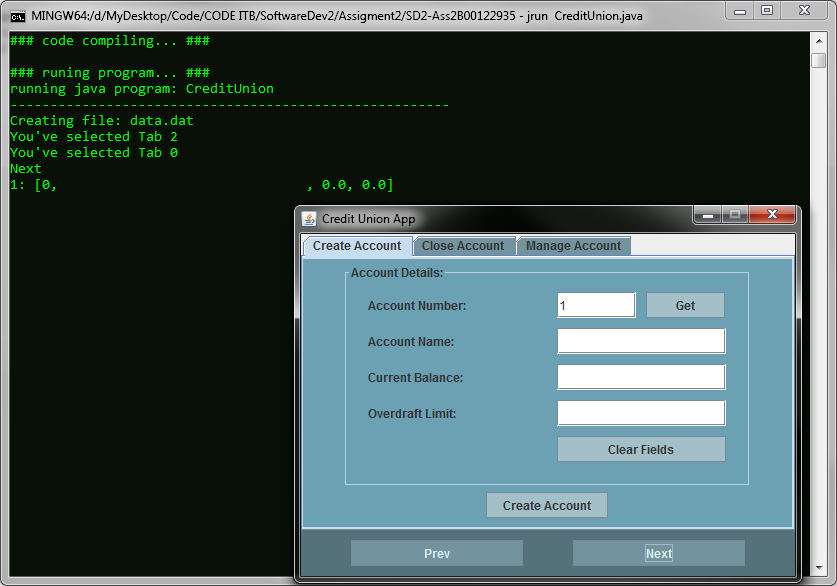 MINGW64:/d/MyDesktop/Code/CODE ITB/SoftwareDev2/Assigment2/SD2-Ass2B00122935 - jrun  CreditUnion.java
### code compiling... ###
### runing program... ###
running java program: CreditUnion
-------------------------------------------------------
Creating file: data.dat
You've selected Tab 2
You've selected Tab 0
Next
1: [0,                               , 0.0, 0.0]
Credit Union App
Create Account Close Account Manage Account
Account Details:
Account Number: 1 Get
Account Name:
Current Balance:
Overdraft Limit:
Clear Fields
Create Account
Prev Next